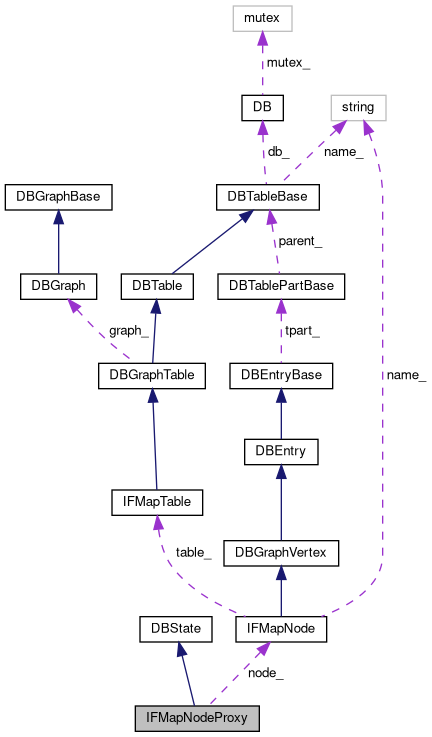 mutex
mutex_
DB
string
db_
name_
DBGraphBase
DBTableBase
parent_
DBGraph
DBTable
DBTablePartBase
graph_
tpart_
name_
DBGraphTable
DBEntryBase
DBEntry
IFMapTable
table_
DBGraphVertex
DBState
IFMapNode
node_
IFMapNodeProxy